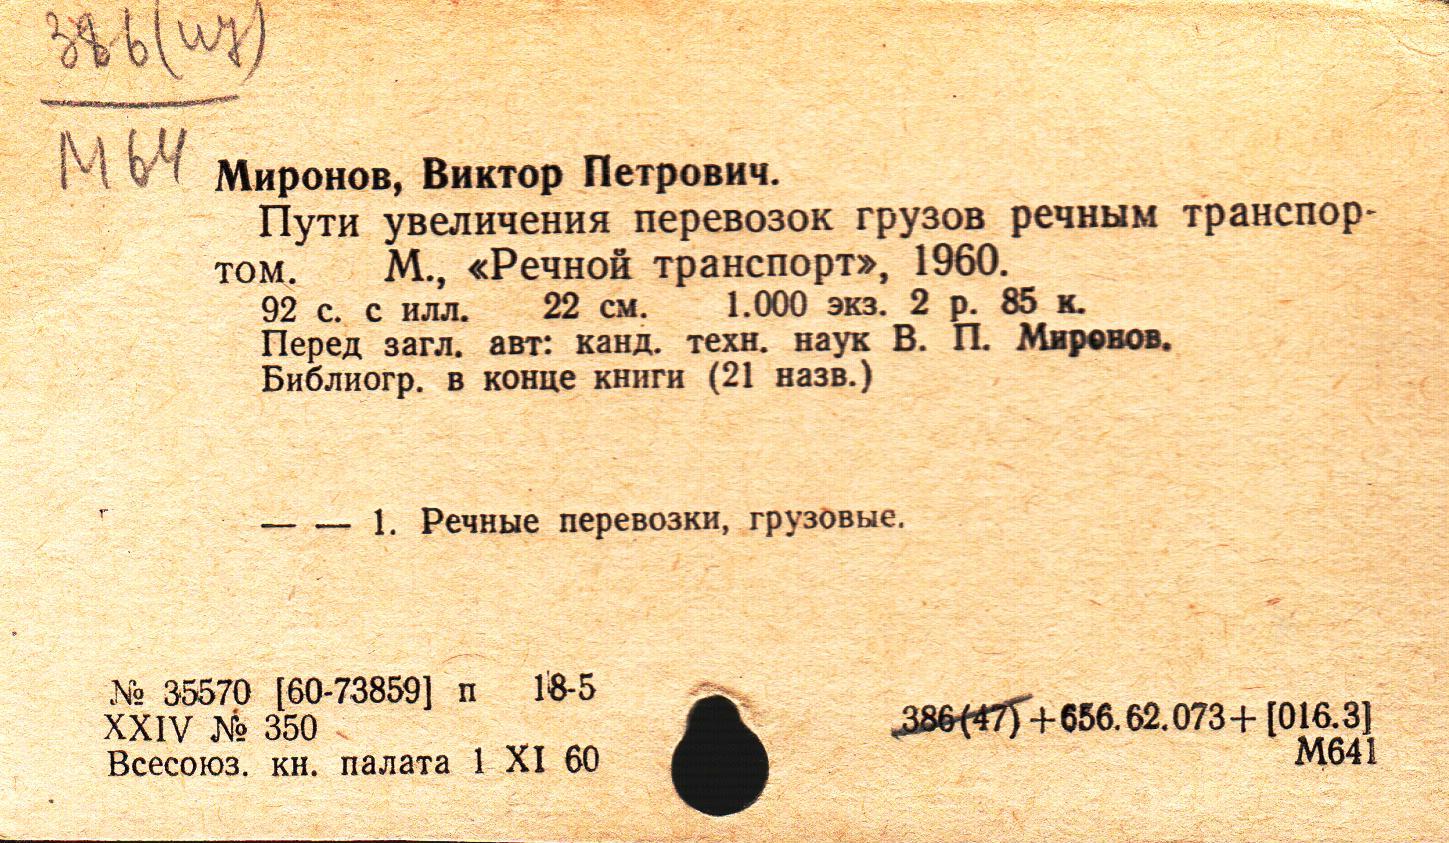 386(47)
М64
Миронов, Виктор Петрович.
Пути увеличения перевозок грузов речным транспор-
том. М., «Речной транспорт», 1960.
92 с. с илл. 22 см. 1.000 экз. 2 р. 85 к.
Перед загл. авт: канд. техн. наук В. П. Миронов.
Библиогр. в конце книги (21 назв.)
— — 1. Речные перевозки, грузовые.
№ 35570 [60-73859] п 18-5
XXIV № 350
Всесоюз. кн. палата 1 XI 60
386(47)+656.62.073+[016.3]
М641